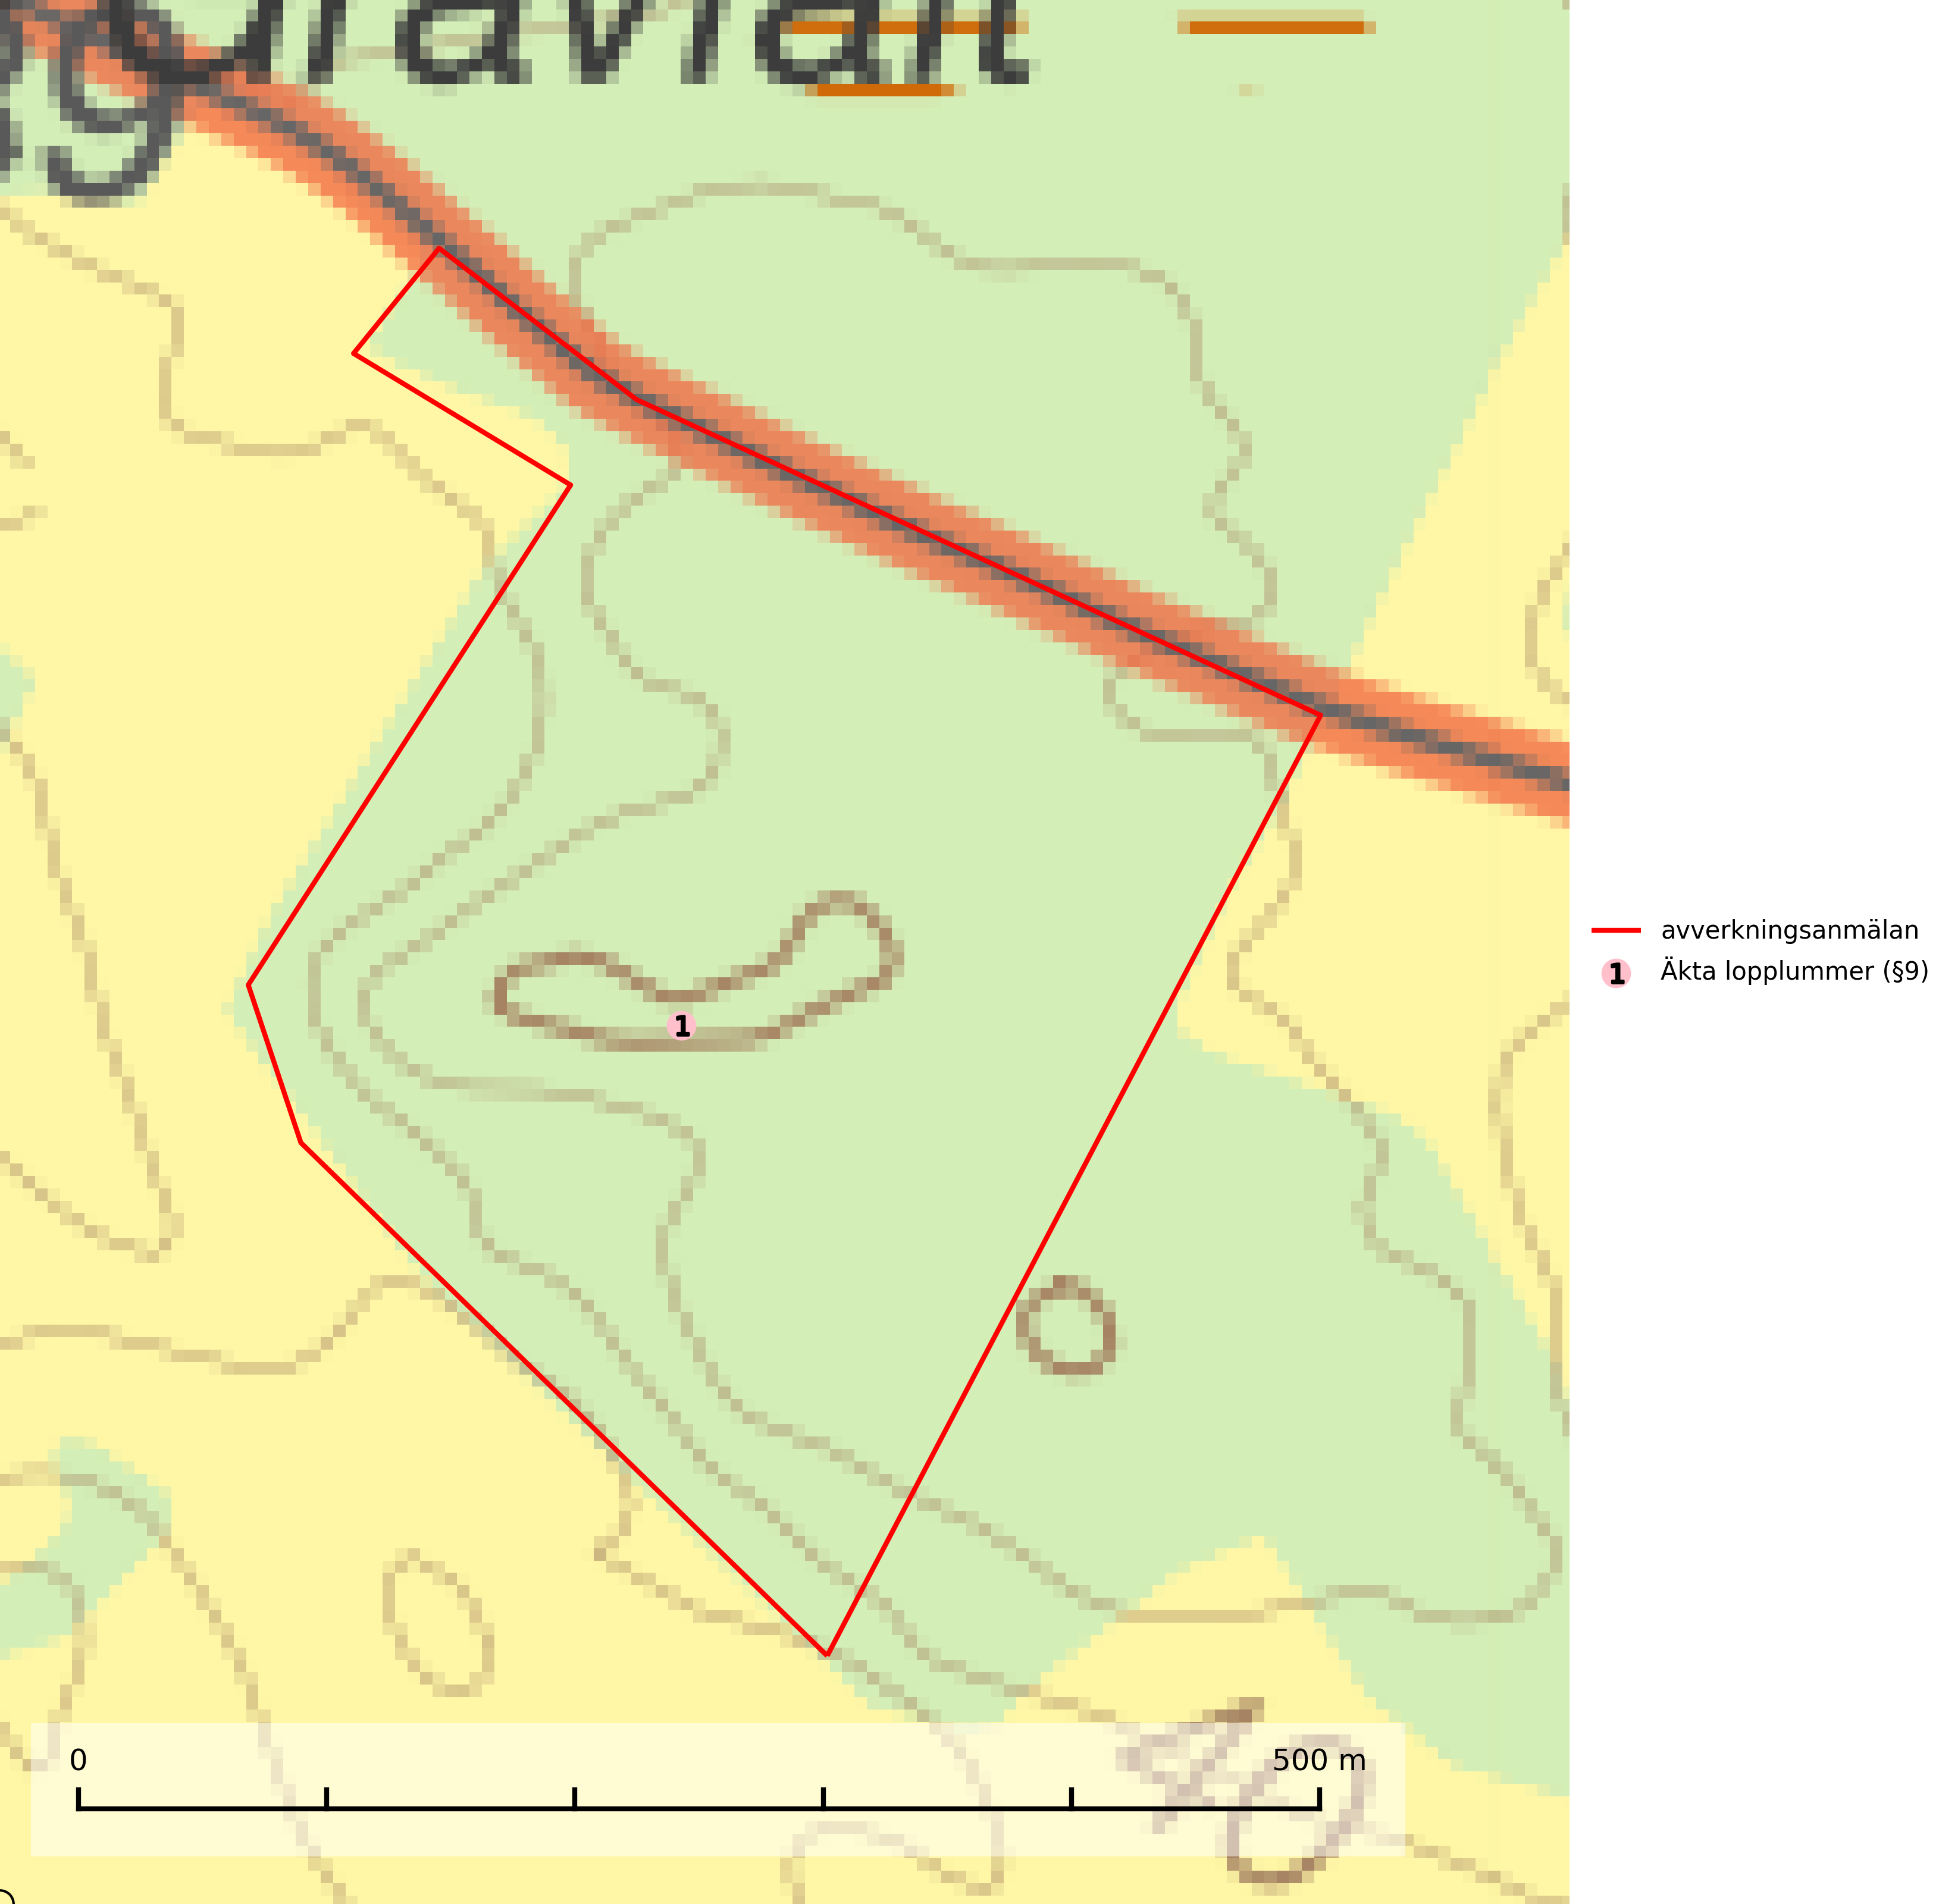 avverkningsanmälan
1 Äkta lopplummer (§9)
1
0 500 m